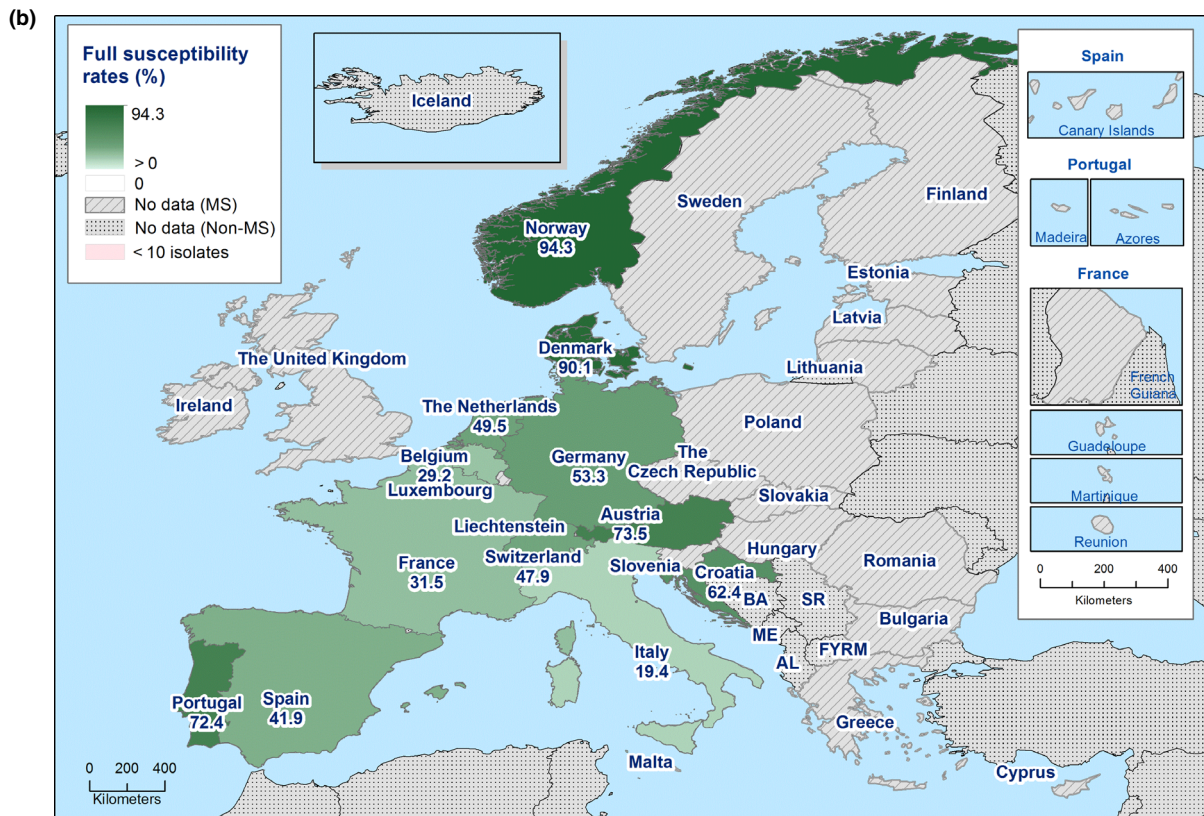 (b)
Full susceptibility
rates (%)
94.3
> 0
0
No data (MS)
No data (Non-MS)
< 10 isolates
Iceland
Norway
94.3
Sweden
Finland
Estonia
Latvia
Lithuania
Denmark
90.1
The United Kingdom
Ireland
The Netherlands
49.5
Belgium
29.2
Luxembourg
Germany
53.3
Poland
The
Czech Republic
Slovakia
Austria
73.5
Liechtenstein
Switzerland
47.9
France
31.5
Hungary
Slovenia
Croatia
62.4
Romania
BA
SR
Bulgaria
ME
FYRM
AL
Italy
19.4
Portugal
72.4
Spain
41.9
Greece
Malta
Cyprus
0 200 400
Kilometers
Spain
Canary Islands
Portugal
Madeira
Azores
France
French
Guiana
Guadeloupe
Martinique
Reunion
0 200 400
Kilometers